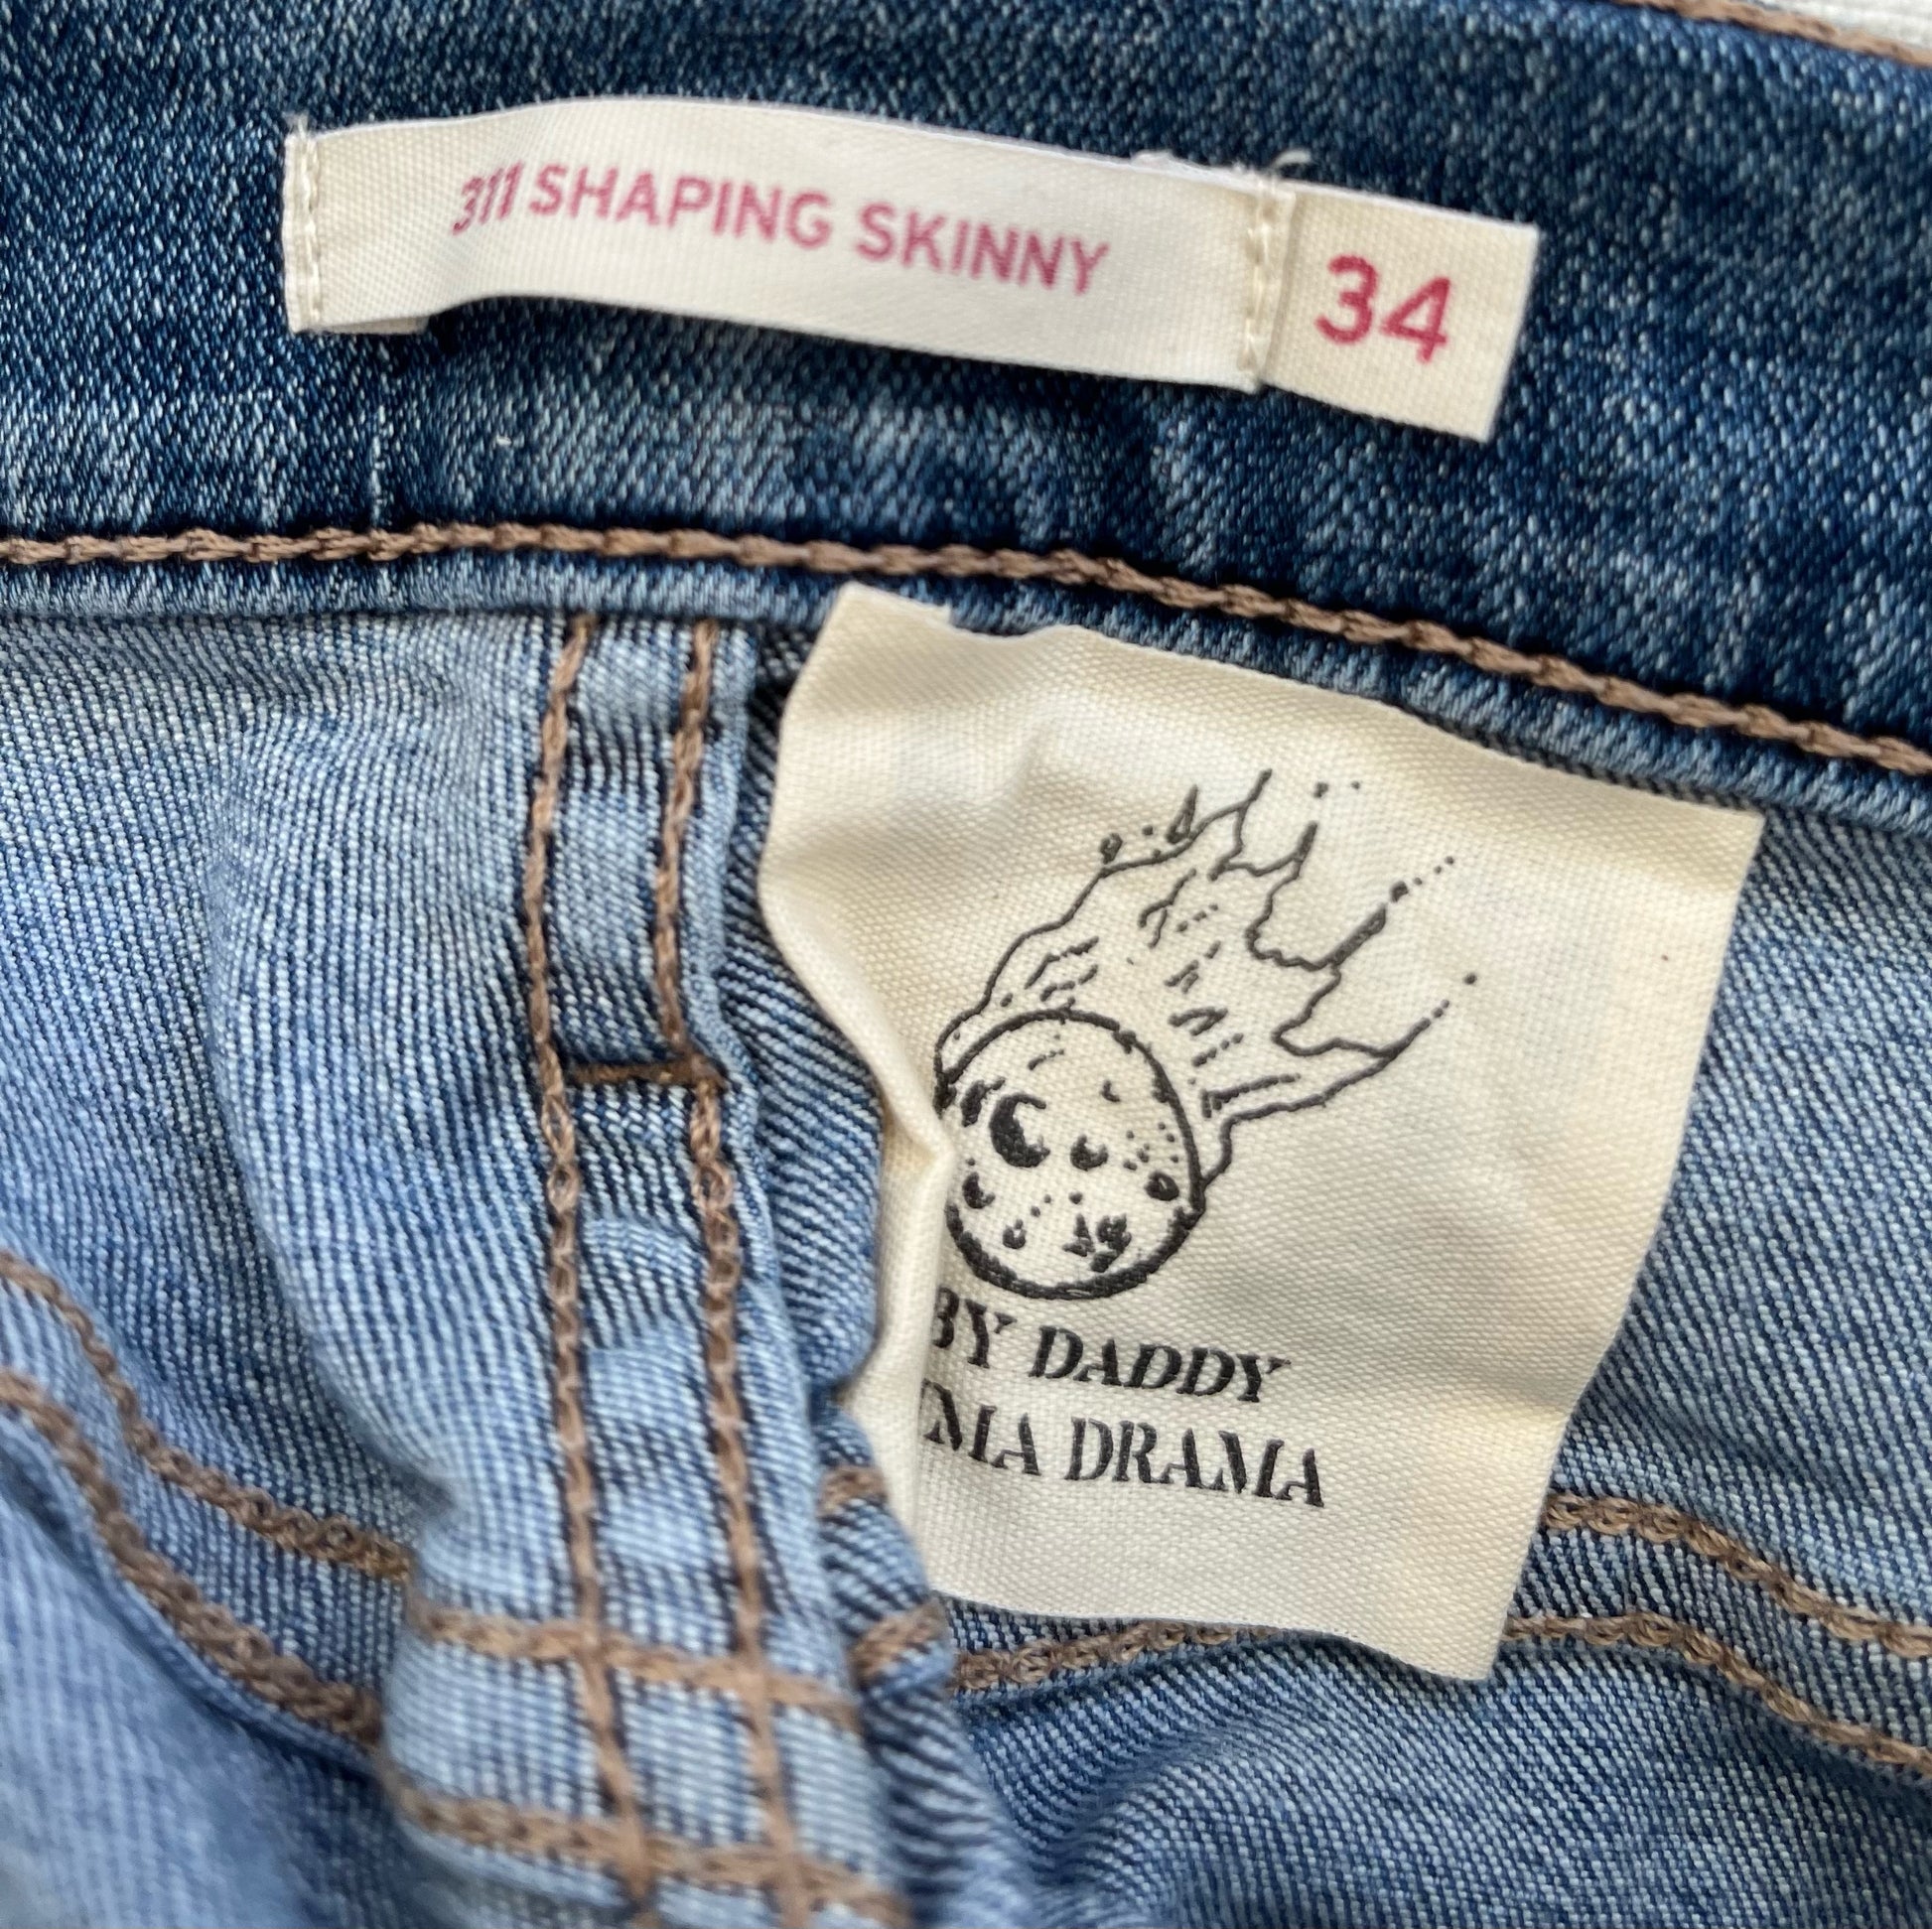 311 SHAPING SKINNY
34
BY DADDY
MA DRAMA